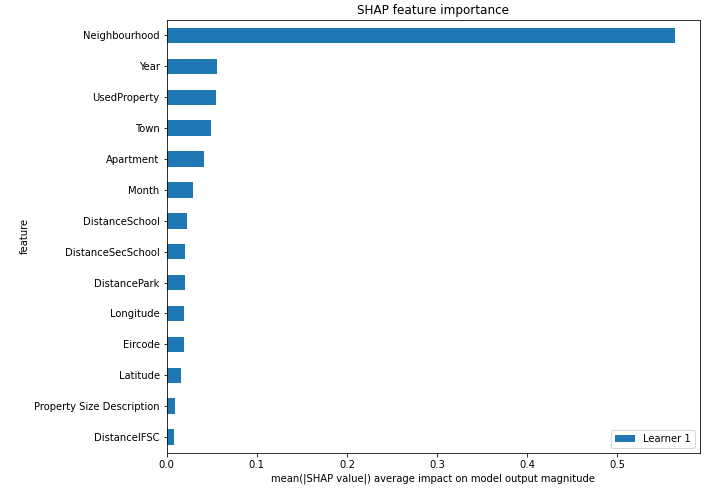 SHAP feature importance
Neighbourhood
Year
UsedProperty
Town
Apartment
Month
DistanceSchool
DistanceSecSchool
DistancePark
Longitude
Eircode
Latitude
Property Size Description
DistanceIFSC
feature
Learner 1
0.0 0.1 0.2 0.3 0.4 0.5
mean(|SHAP value|) average impact on model output magnitude